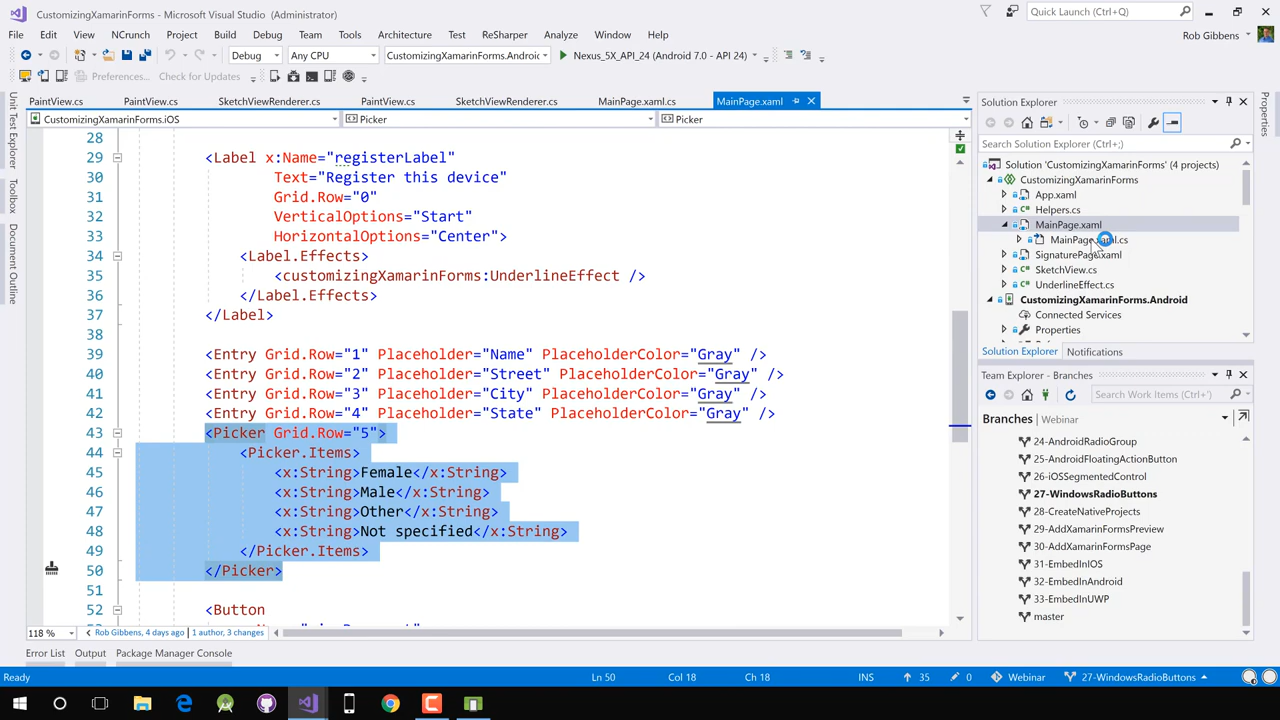 CustomizingXamarinForms - Microsoft Visual Studio (Administrator)
Quick Launch (Ctrl+Q)
File Edit View NCrunch Project Build Debug Team Tools Architecture Test ReSharper Analyze Window Help
Rob Gibbens
Debug Any CPU CustomizingXamarinForms.Androic Nexus_5X_API_24 (Android 7.0 - API 24)
Preferences... Check for Updates
Unit Test Explorer
Toolbox
Document Outline
PaintView.cs PaintView.cs SketchViewRenderer.cs PaintView.cs SketchViewRenderer.cs MainPage.xaml.cs MainPage.xaml
CustomizingXamarinForms.iOS Picker Picker
28
29 <Label x:Name="registerLabel"
30 Text="Register this device"
31 Grid.Row="0"
32 VerticalOptions="Start"
33 HorizontalOptions="Center">
34 <Label.Effects>
35 <customizingXamarinForms:UnderlineEffect />
36 </Label.Effects>
37 </Label>
38
39 <Entry Grid.Row="1" Placeholder="Name" PlaceholderColor="Gray" />
40 <Entry Grid.Row="2" Placeholder="Street" PlaceholderColor="Gray" />
41 <Entry Grid.Row="3" Placeholder="City" PlaceholderColor="Gray" />
42 <Entry Grid.Row="4" Placeholder="State" PlaceholderColor="Gray" />
43 <Picker Grid.Row="5">
44 <Picker.Items>
45 <x:String>Female</x:String>
46 <x:String>Male</x:String>
47 <x:String>Other</x:String>
48 <x:String>Not specified</x:String>
49 </Picker.Items>
50 </Picker>
51
52 <Button
118 % Rob Gibbens, 4 days ago 1 author, 3 changes
Solution Explorer
Search Solution Explorer (Ctrl+;)
Solution 'CustomizingXamarinForms' (4 projects)
CustomizingXamarinForms
App.xaml
Helpers.cs
MainPage.xaml
MainPage.xaml.cs
SignaturePage.xaml
SketchView.cs
UnderlineEffect.cs
CustomizingXamarinForms.Android
Connected Services
Properties
Solution Explorer Notifications
Team Explorer - Branches
Search Work Items (Ctrl+')
Branches Webinar
24-AndroidRadioGroup
25-AndroidFloatingActionButton
26-iOSSegmentedControl
27-WindowsRadioButtons
28-CreateNativeProjects
29-AddXamarinFormsPreview
30-AddXamarinFormsPage
31-EmbedInIOS
32-EmbedInAndroid
33-EmbedInUWP
master
Properties
Error List Output Package Manager Console
Ready Ln 50 Col 18 Ch 18 INS 35 0 Webinar 27-WindowsRadioButtons